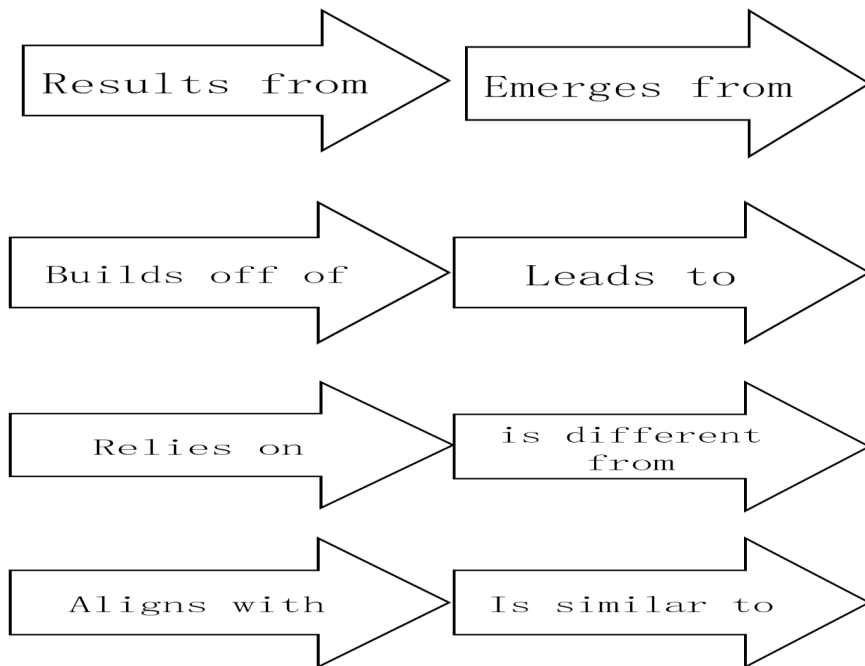 Results from
Emerges from
Builds off of
Leads to
Relies on
is different
from
Aligns with
Is similar to